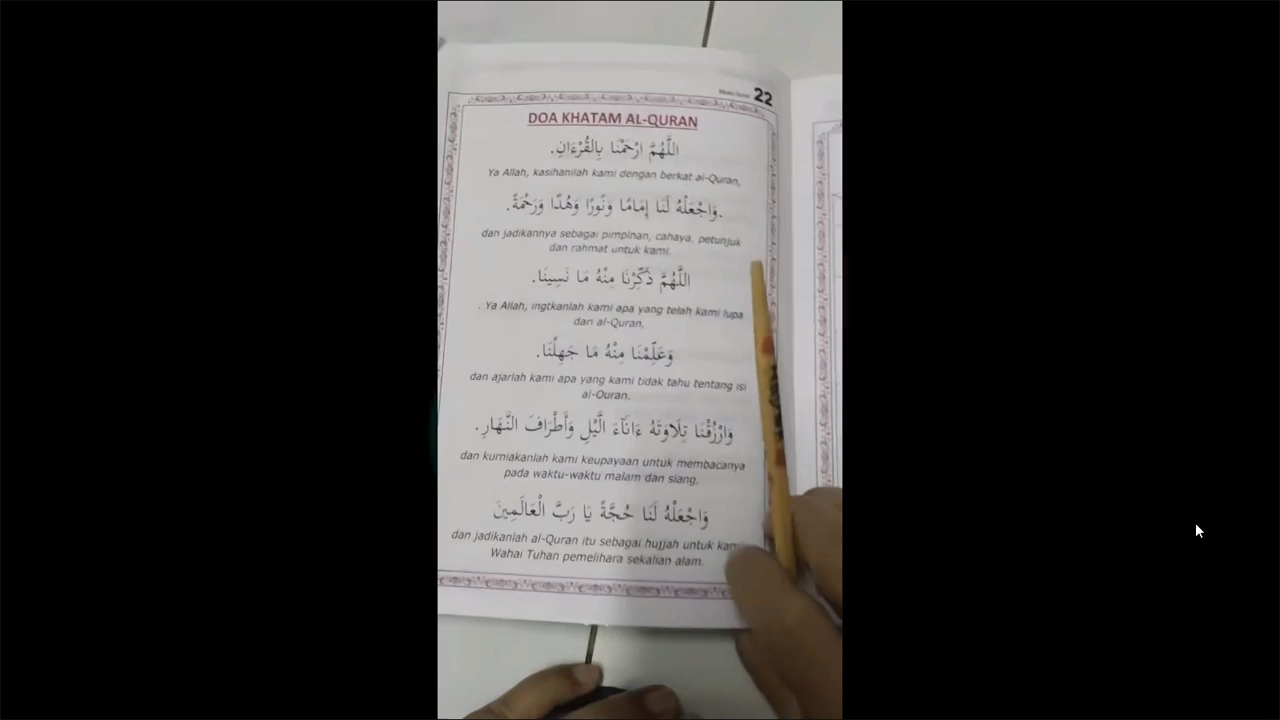 22
DOA KHATAM AL-QURAN
اللَّهُمَّ ارْحَمْنَا بِالْقُرْءَانِ.
Ya Allah, kasihanilah kami dengan berkat al-Quran,
.وَاجْعَلْهُ لَنَا إِمَامًا وَنُورًا وَهُدًا وَرَحْمَةً.
dan jadikannya sebagai pimpinan, cahaya, petunjuk
dan rahmat untuk kami.
اللَّهُمَّ ذَكِّرْنَا مِنْهُ مَا نَسِينَا.
. Ya Allah, ingtkanlah kami apa yang telah kami lupa
dari al-Quran,
وَعَلِّمْنَا مِنْهُ مَا جَهِلْنَا.
dan ajarlah kami apa yang kami tidak tahu tentang isi
al-Quran.
وَارْزُقْنَا تِلَاوَتَهُ ءَانَآءَ الَّيْلِ وَأَطْرَافَ النَّهَارِ.
dan kurniakanlah kami keupayaan untuk membacanya
pada waktu-waktu malam dan siang,
وَاجْعَلْهُ لَنَا حُجَّةً يَا رَبَّ الْعَالَمِينَ
dan jadikanlah al-Quran itu sebagai hujjah untuk kami
Wahai Tuhan pemelihara sekalian alam.